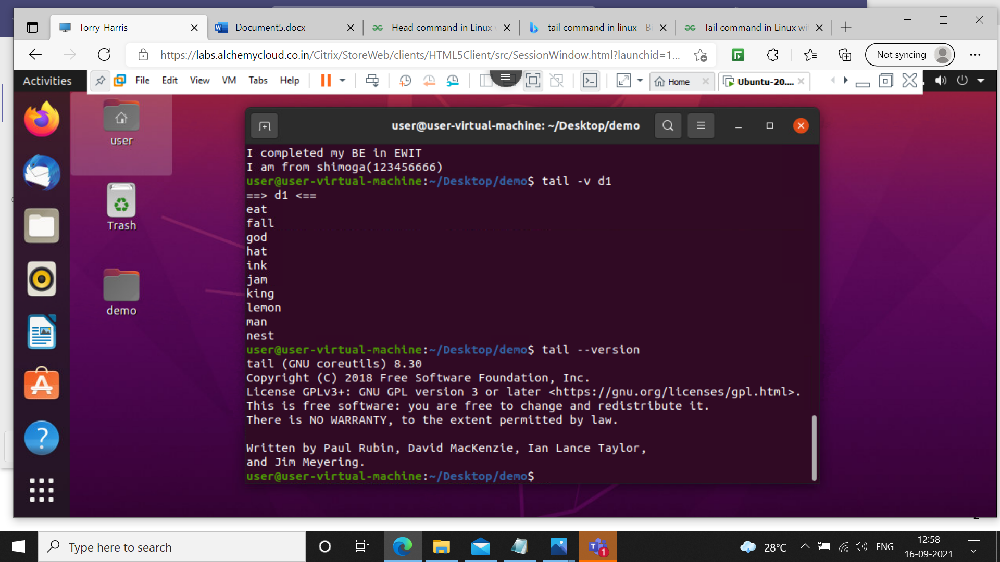 Torry-Harris
Document5.docx
Head command in Linux
tail command in linux - Bi
Tail command in Linux wi
https://labs.alchemycloud.co.in/Citrix/StoreWeb/clients/HTML5Client/src/SessionWindow.html?launchid=1...
Not syncing
Activities
File Edit View VM Tabs Help
Home
Ubuntu-20....
user
Trash
demo
user@user-virtual-machine: ~/Desktop/demo
I completed my BE in EWIT
I am from shimoga(123456666)
user@user-virtual-machine:~/Desktop/demo$ tail -v d1
==> d1 <==
eat
fall
god
hat
ink
jam
king
lemon
man
nest
user@user-virtual-machine:~/Desktop/demo$ tail --version
tail (GNU coreutils) 8.30
Copyright (C) 2018 Free Software Foundation, Inc.
License GPLv3+: GNU GPL version 3 or later <https://gnu.org/licenses/gpl.html>.
This is free software: you are free to change and redistribute it.
There is NO WARRANTY, to the extent permitted by law.
Written by Paul Rubin, David MacKenzie, Ian Lance Taylor,
and Jim Meyering.
user@user-virtual-machine:~/Desktop/demo$
Type here to search
1
28°C
ENG
12:58
16-09-2021